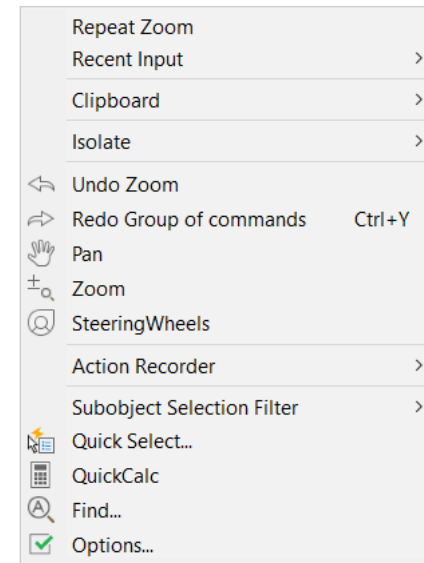 Repeat Zoom
Recent Input
Clipboard
Isolate
Undo Zoom
Redo Group of commands Ctrl+Y
Pan
Zoom
SteeringWheels
Action Recorder
Subobject Selection Filter
Quick Select...
QuickCalc
Find...
Options...